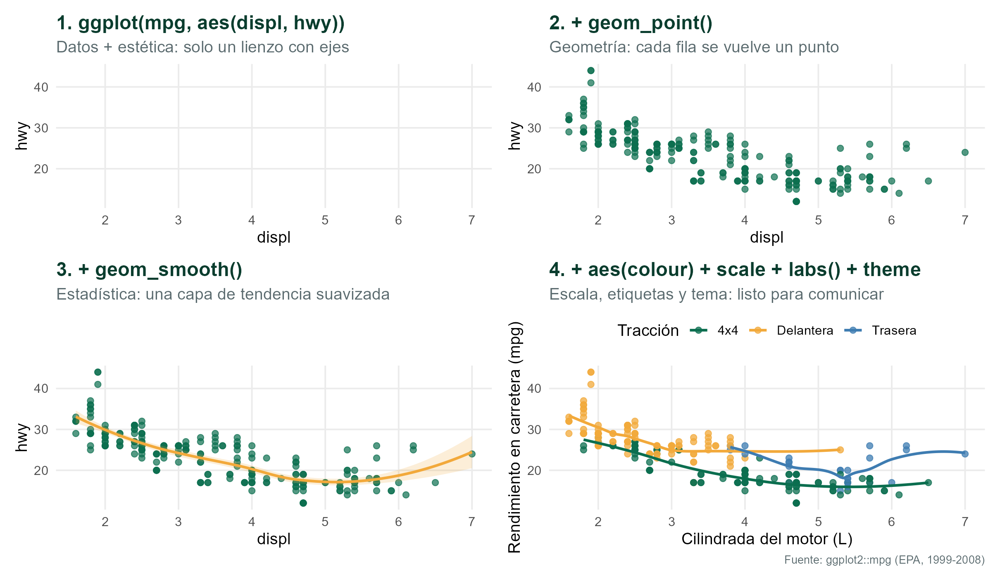 1. ggplot(mpg, aes(displ, hwy))
Datos + estética: solo un lienzo con ejes
40
30
20
hwy
2 3 4 5 6 7
displ
2. + geom_point()
Geometría: cada fila se vuelve un punto
40
30
20
hwy
2 3 4 5 6 7
displ
3. + geom_smooth()
Estadística: una capa de tendencia suavizada
40
30
20
hwy
2 3 4 5 6 7
displ
4. + aes(colour) + scale + labs() + theme
Escala, etiquetas y tema: listo para comunicar
Tracción 4x4 Delantera Trasera
40
30
20
Rendimiento en carretera (mpg)
2 3 4 5 6 7
Cilindrada del motor (L)
Fuente: ggplot2::mpg (EPA, 1999-2008)